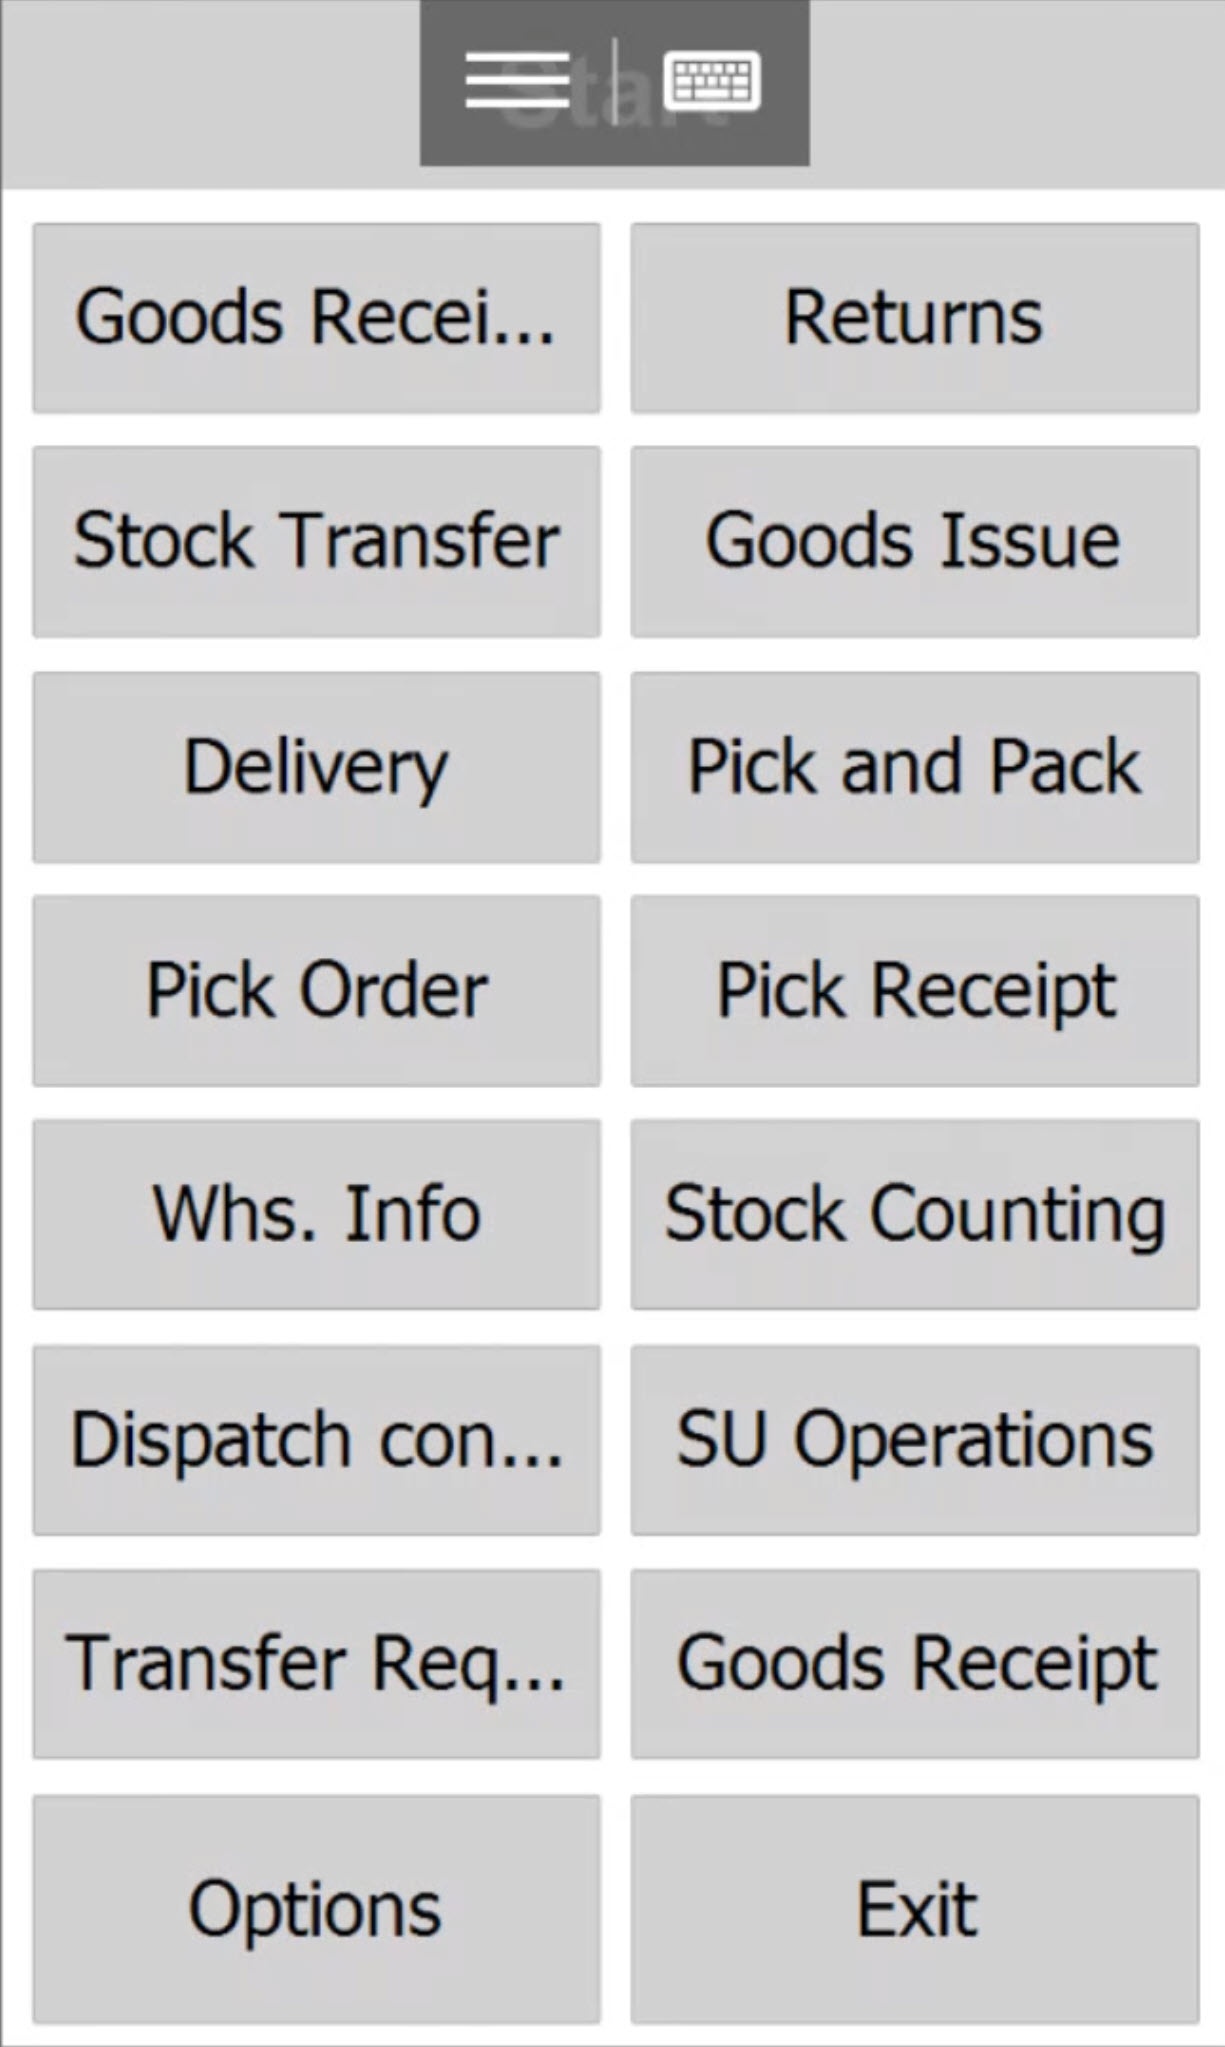 Start
Goods Recei...
Returns
Stock Transfer
Goods Issue
Delivery
Pick and Pack
Pick Order
Pick Receipt
Whs. Info
Stock Counting
Dispatch con...
SU Operations
Transfer Req...
Goods Receipt
Options
Exit